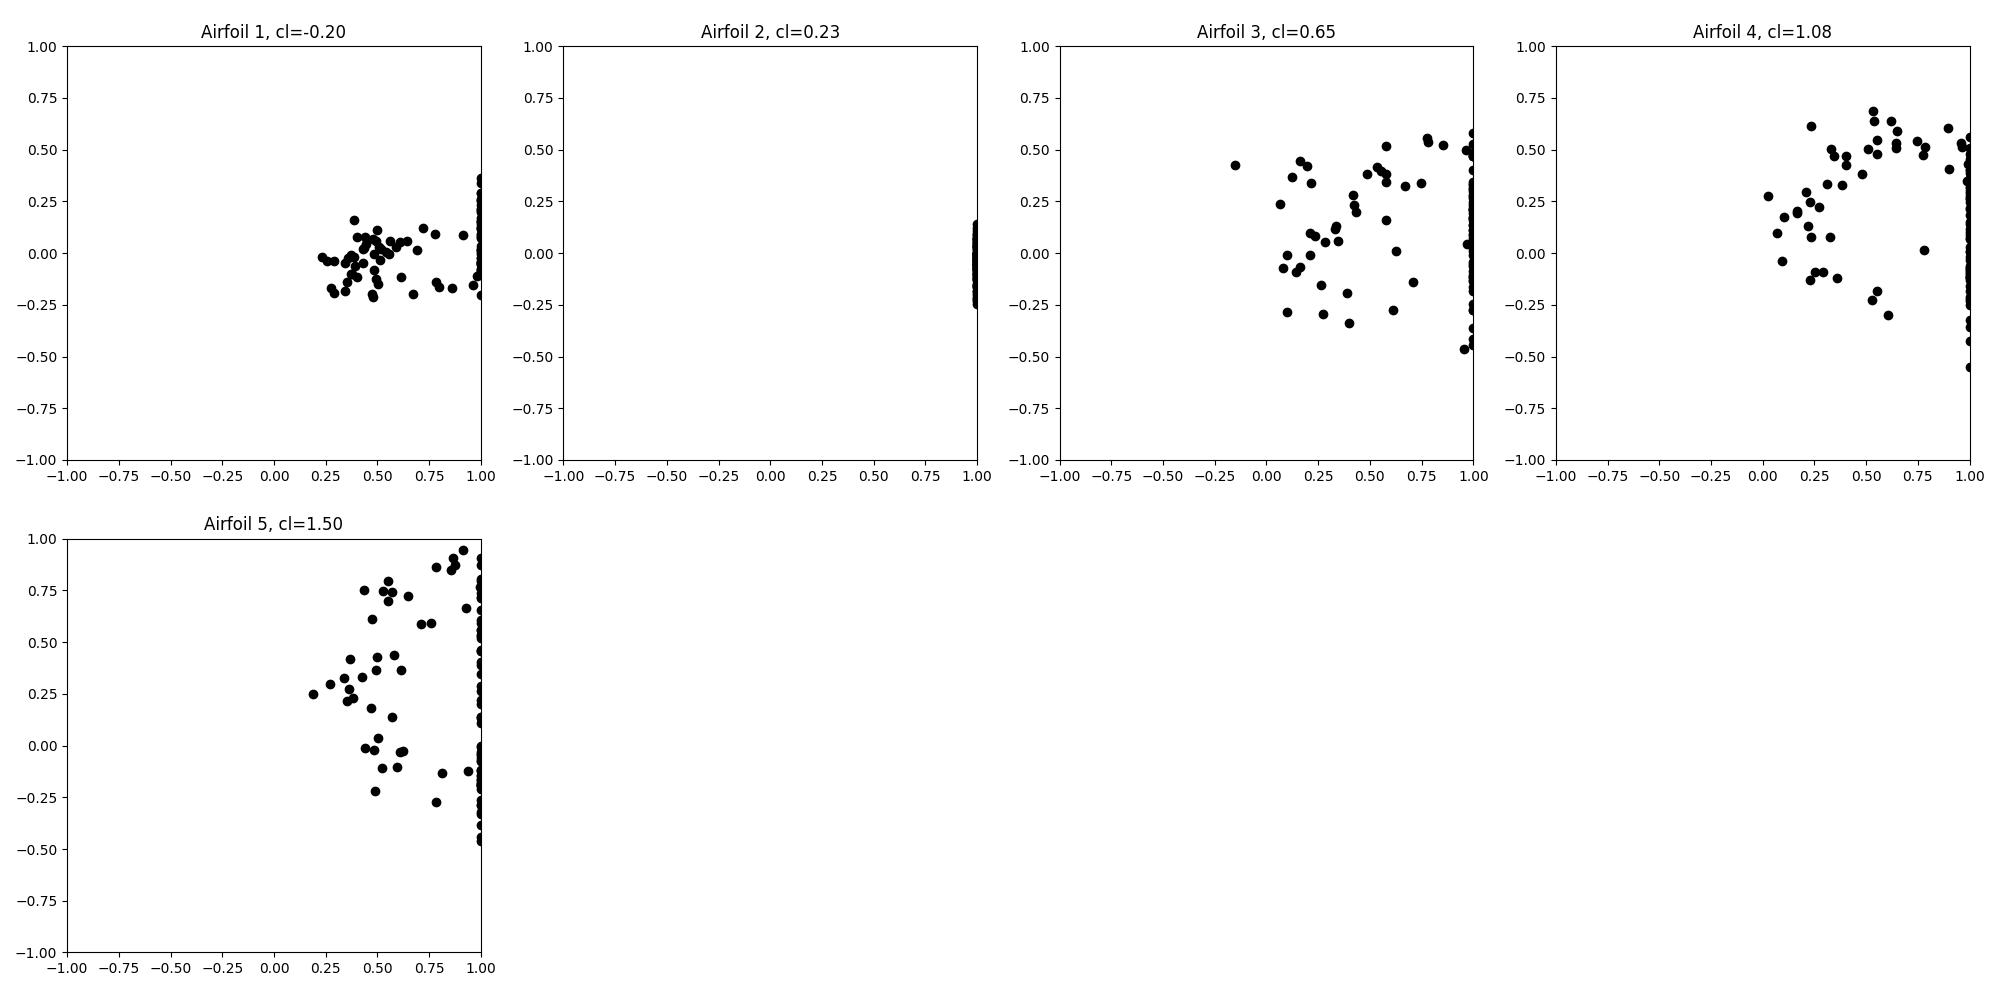 Airfoil 1, cl=-0.20
Airfoil 2, cl=0.23
Airfoil 3, cl=0.65
Airfoil 4, cl=1.08
1.00 1.00 1.00 1.00
0.75 0.75 0.75 0.75
0.50 0.50 0.50 0.50
0.25 0.25 0.25 0.25
0.00 0.00 0.00 0.00
−0.25 −0.25 −0.25 −0.25
−0.50 −0.50 −0.50 −0.50
−0.75 −0.75 −0.75 −0.75
−1.00 −1.00 −1.00 −1.00
−1.00 −0.75 −0.50 −0.25 0.00 0.25 0.50 0.75 1.00
−1.00 −0.75 −0.50 −0.25 0.00 0.25 0.50 0.75 1.00
−1.00 −0.75 −0.50 −0.25 0.00 0.25 0.50 0.75 1.00
−1.00 −0.75 −0.50 −0.25 0.00 0.25 0.50 0.75 1.00
Airfoil 5, cl=1.50
1.00
0.75
0.50
0.25
0.00
−0.25
−0.50
−0.75
−1.00
−1.00 −0.75 −0.50 −0.25 0.00 0.25 0.50 0.75 1.00